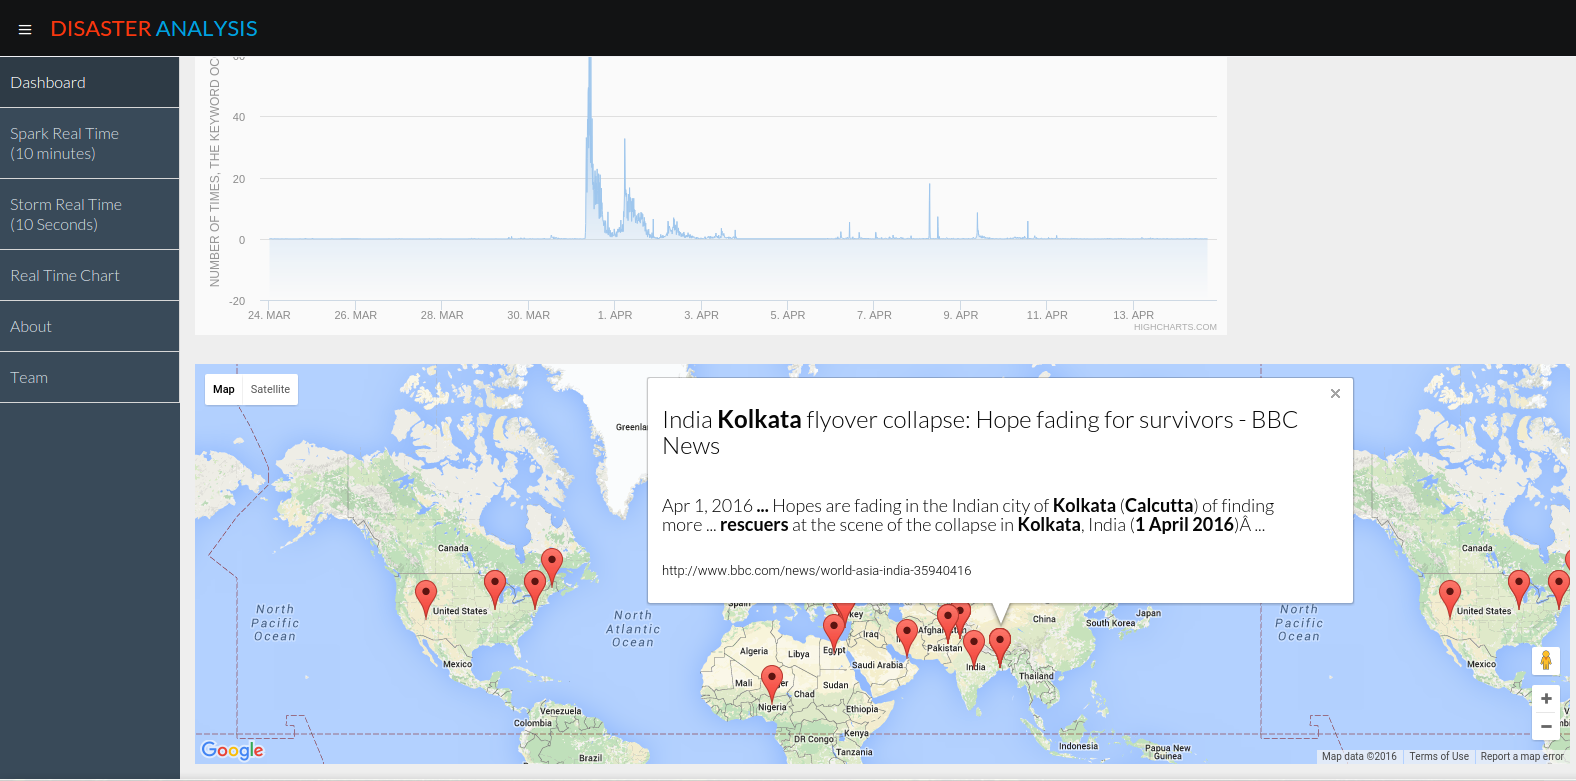 DISASTER ANALYSIS
Dashboard
Spark Real Time
(10 minutes)
Storm Real Time
(10 Seconds)
Real Time Chart
About
Team
NUMBER OF TIMES, THE KEYWORD OC
60
40
20
0
-20
24. MAR 26. MAR 28. MAR 30. MAR 1. APR 3. APR 5. APR 7. APR 9. APR 11. APR 13. APR
HIGHCHARTS.COM
Map Satellite
India Kolkata flyover collapse: Hope fading for survivors - BBC
News
Apr 1, 2016 ... Hopes are fading in the Indian city of Kolkata (Calcutta) of finding
more ... rescuers at the scene of the collapse in Kolkata, India (1 April 2016)Â ...
http://www.bbc.com/news/world-asia-india-35940416
Greenla
Canada
United States
North
Pacific
Ocean
Mexico
Venezuela
Colombia
Brazil
North
Atlantic
Ocean
Spain
key
Iraq
Afghanistan
China
Japan
South Korea
Algeria
Libya
Egypt
Saudi Arabia
Pakistan
India
Thailand
Mali
er
Chad
Sudan
Nigeria
Ethiopia
DR Congo
Kenya
Tanzania
Indonesia
Papua New
Guinea
North
Pacific
Ocean
Canada
United States
Mexico
Google
Map data ©2016 Terms of Use Report a map error